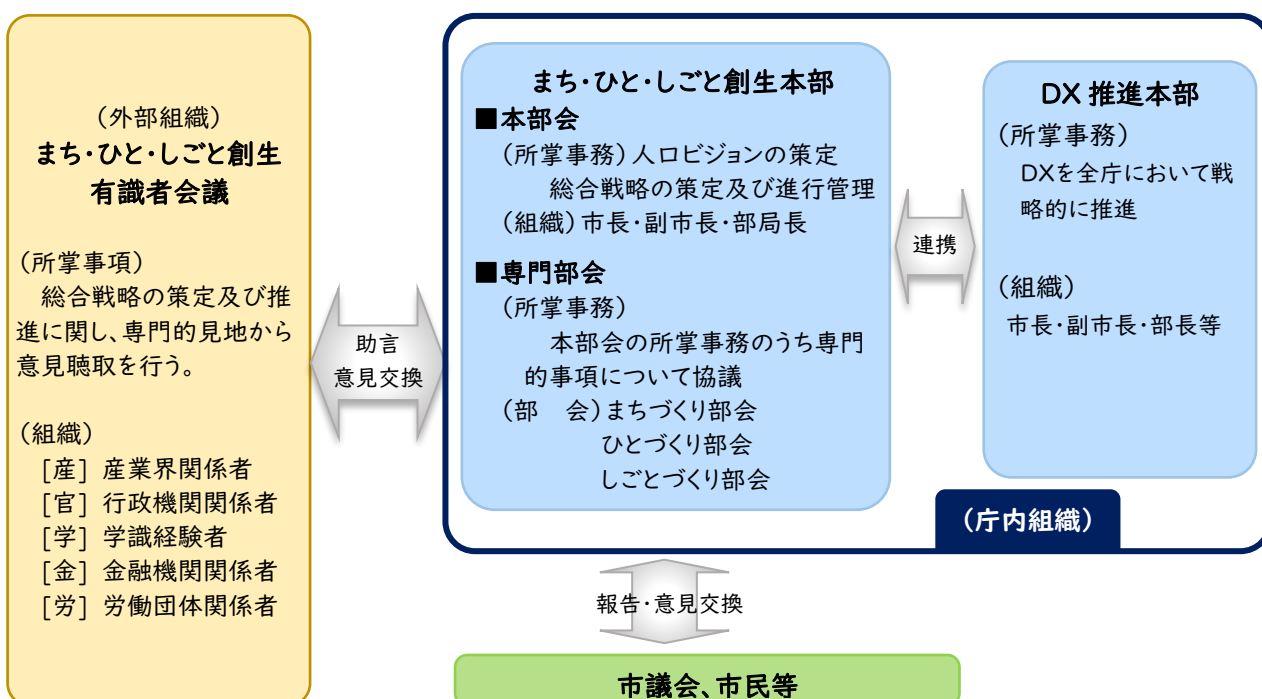 (外部組織)
まち・ひと・しごと創生
有識者会議
(所掌事項)
総合戦略の策定及び推
進に関し、専門的見地から
意見聴取を行う。
(組織)
[産] 産業界関係者
[官] 行政機関関係者
[学] 学識経験者
[金] 金融機関関係者
[労] 労働団体関係者
助言
意見交換
まち・ひと・しごと創生本部
■本部会
(所掌事務)人口ビジョンの策定
総合戦略の策定及び進行管理
(組織)市長・副市長・部局長
■専門部会
(所掌事務)
本部会の所掌事務のうち専門
的事項について協議
(部 会)まちづくり部会
ひとづくり部会
しごとづくり部会
連携
DX 推進本部
(所掌事務)
DXを全庁において戦
略的に推進
(組織)
市長・副市長・部長等
(庁内組織)
報告・意見交換
市議会、市民等